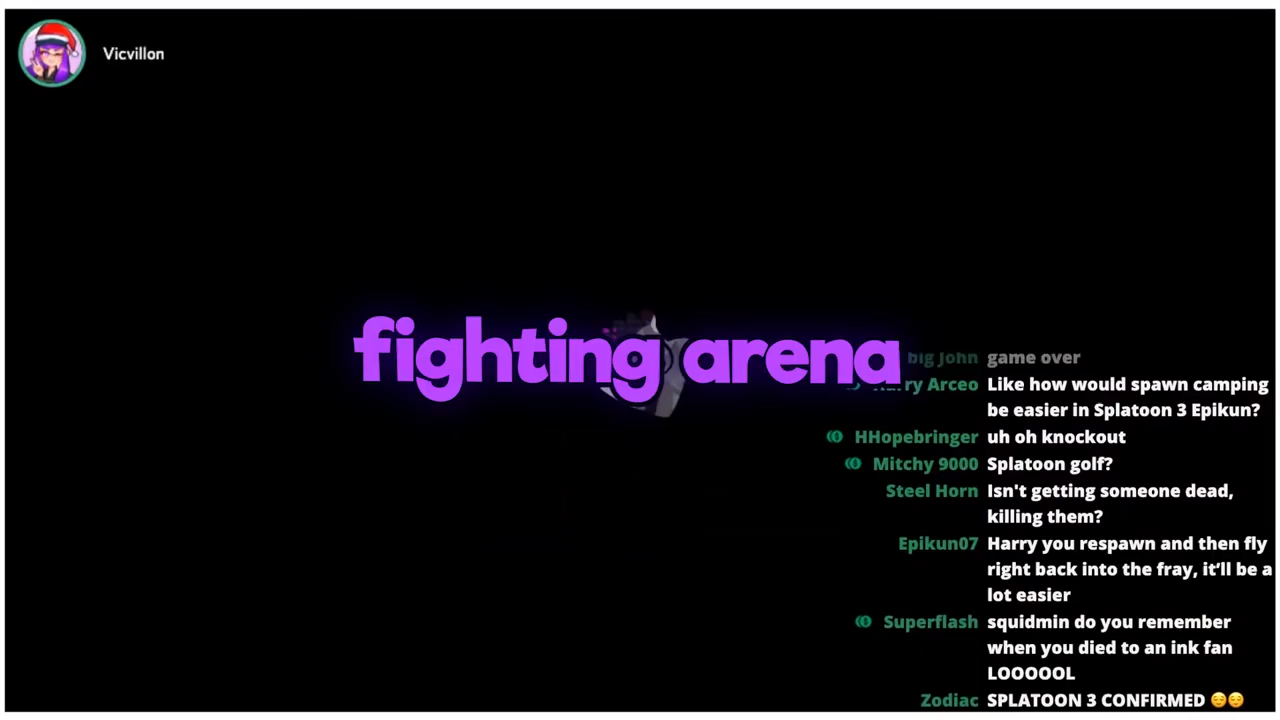 Vicvillon
fighting arena
big John game over
Harry Arceo Like how would spawn camping
be easier in Splatoon 3 Epikun?
HHopebringer uh oh knockout
Mitchy 9000 Splatoon golf?
Steel Horn Isn't getting someone dead,
killing them?
Epikun07 Harry you respawn and then fly
right back into the fray, it’ll be a
lot easier
Superflash squidmin do you remember
when you died to an ink fan
LOOOOOL
Zodiac SPLATOON 3 CONFIRMED 😌😌